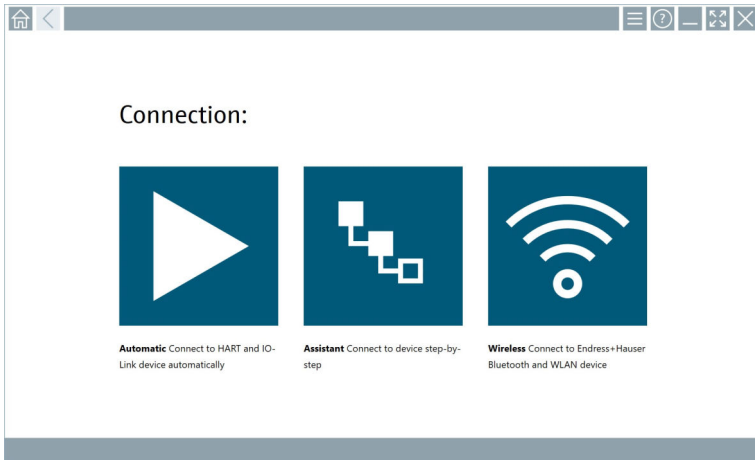 Connection:
Automatic Connect to HART and IO-
Link device automatically
Assistant Connect to device step-by-
step
Wireless Connect to Endress+Hauser
Bluetooth and WLAN device